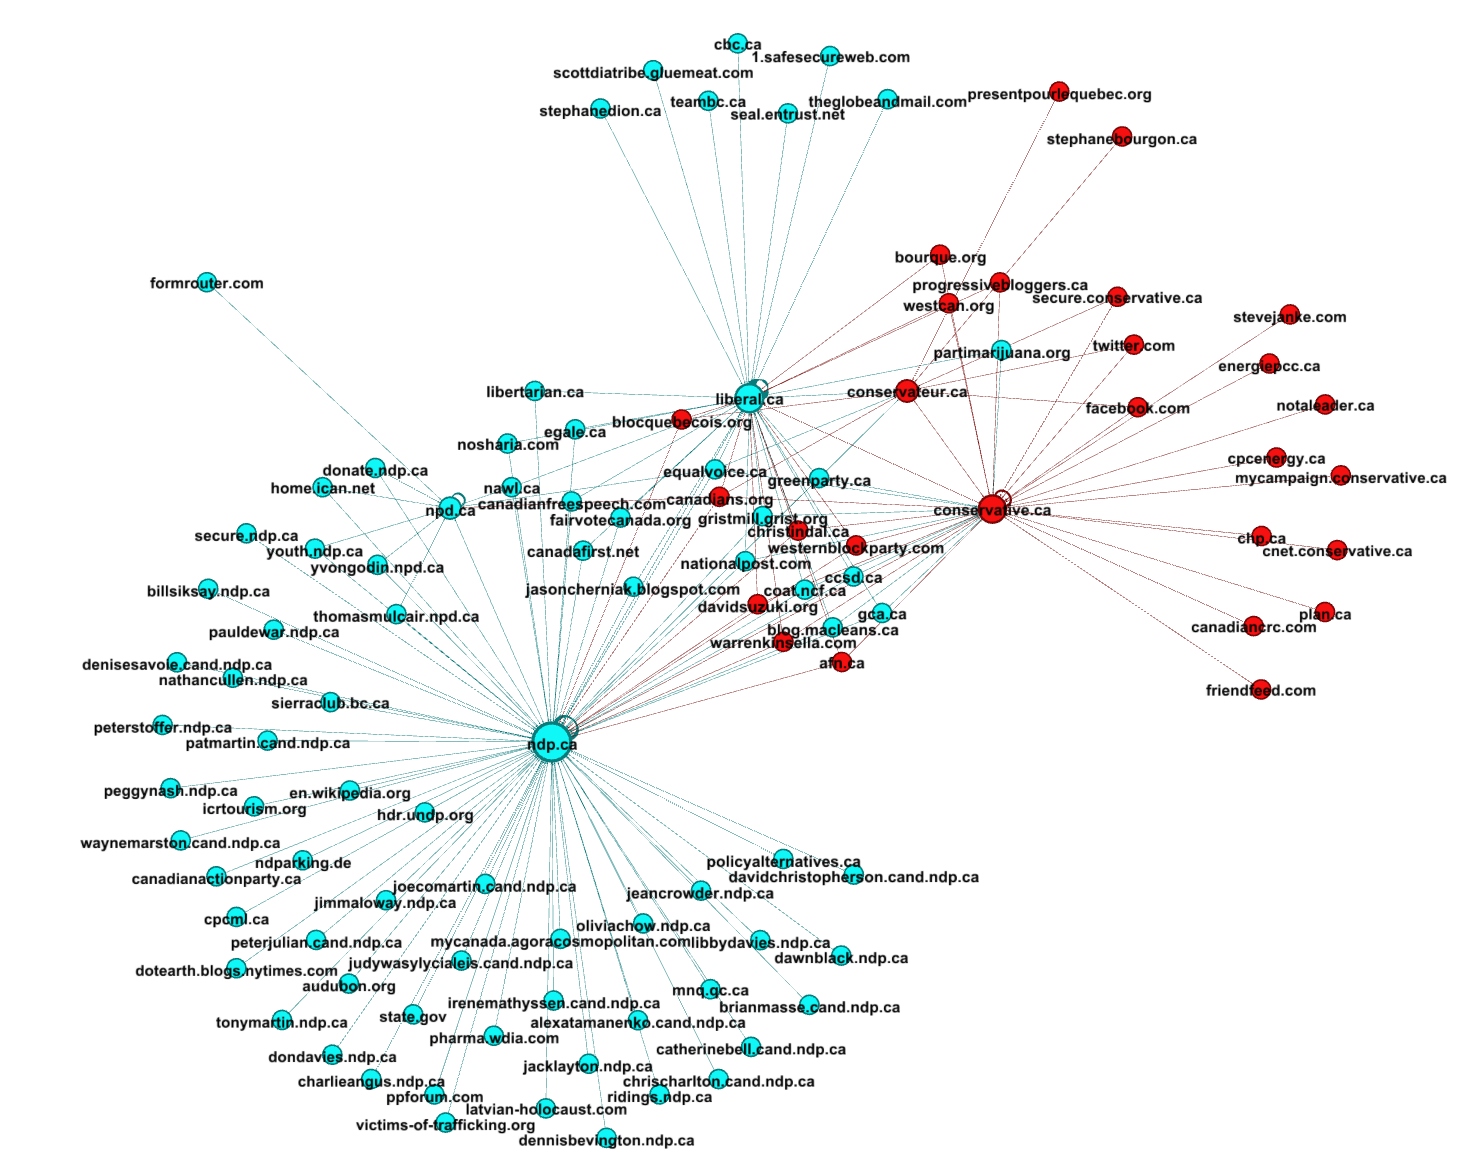 cbc.ca
1.safesecureweb.com
scottdiatribe.gluemeat.com
presentpourlequebec.org
teambc.ca
theglobeandmail.com
stephanedion.ca
seal.entrust.net
stephanebourgon.ca
bourque.org
formrouter.com
progressivebloggers.ca
secure.conservative.ca
westcan.org
stevejanke.com
twitter.com
partimarijuana.org
energiepcc.ca
libertarian.ca
conservateur.ca
liberal.ca
notaleader.ca
facebook.com
blocquebecois.org
egale.ca
nosharia.com
cpcenergy.ca
donate.ndp.ca
equalvoice.ca
mycampaign.conservative.ca
greenparty.ca
home.ican.net
nawl.ca
canadians.org
canadianfreespeech.com
npd.ca
conservative.ca
fairvotecanada.org
gristmill.grist.org
christindal.ca
secure.ndp.ca
chp.ca
westernblockparty.com
youth.ndp.ca
canadafirst.net
cnet.conservative.ca
nationalpost.com
yvongodin.npd.ca
ccsd.ca
jasoncherniak.blogspot.com
coat.ncf.ca
billsiksay.ndp.ca
davidsuzuki.org
thomasmulcair.npd.ca
gca.ca
plan.ca
canadiancrc.com
blog.macleans.ca
pauldewar.ndp.ca
warrenkinsella.com
afn.ca
denisesavoie.cand.ndp.ca
nathancullen.ndp.ca
friendfeed.com
sierraclub.bc.ca
peterstoffer.ndp.ca
patmartin.cand.ndp.ca
ndp.ca
peggynash.ndp.ca
en.wikipedia.org
icrtourism.org
hdr.undp.org
waynemarston.cand.ndp.ca
policyalternatives.ca
ndparking.de
davidchristopherson.cand.ndp.ca
canadianactionparty.ca
joecomartin.cand.ndp.ca
jeancrowder.ndp.ca
jimmaloway.ndp.ca
cpcml.ca
oliviachow.ndp.ca
peterjulian.cand.ndp.ca
mycanada.agoracosmopolitan.com
libbydavies.ndp.ca
dawnblack.ndp.ca
judywasylycialeis.cand.ndp.ca
dotearth.blogs.nytimes.com
audubon.org
mnq.qc.ca
irenemathyssen.cand.ndp.ca
brianmasse.cand.ndp.ca
state.gov
tonymartin.ndp.ca
alexatamanenko.cand.ndp.ca
pharma.wdia.com
catherinebell.cand.ndp.ca
dondavies.ndp.ca
jacklayton.ndp.ca
charlieangus.ndp.ca
chrischarlton.cand.ndp.ca
ppforum.com
ridings.ndp.ca
latvian-holocaust.com
victims-of-trafficking.org
dennisbevington.ndp.ca